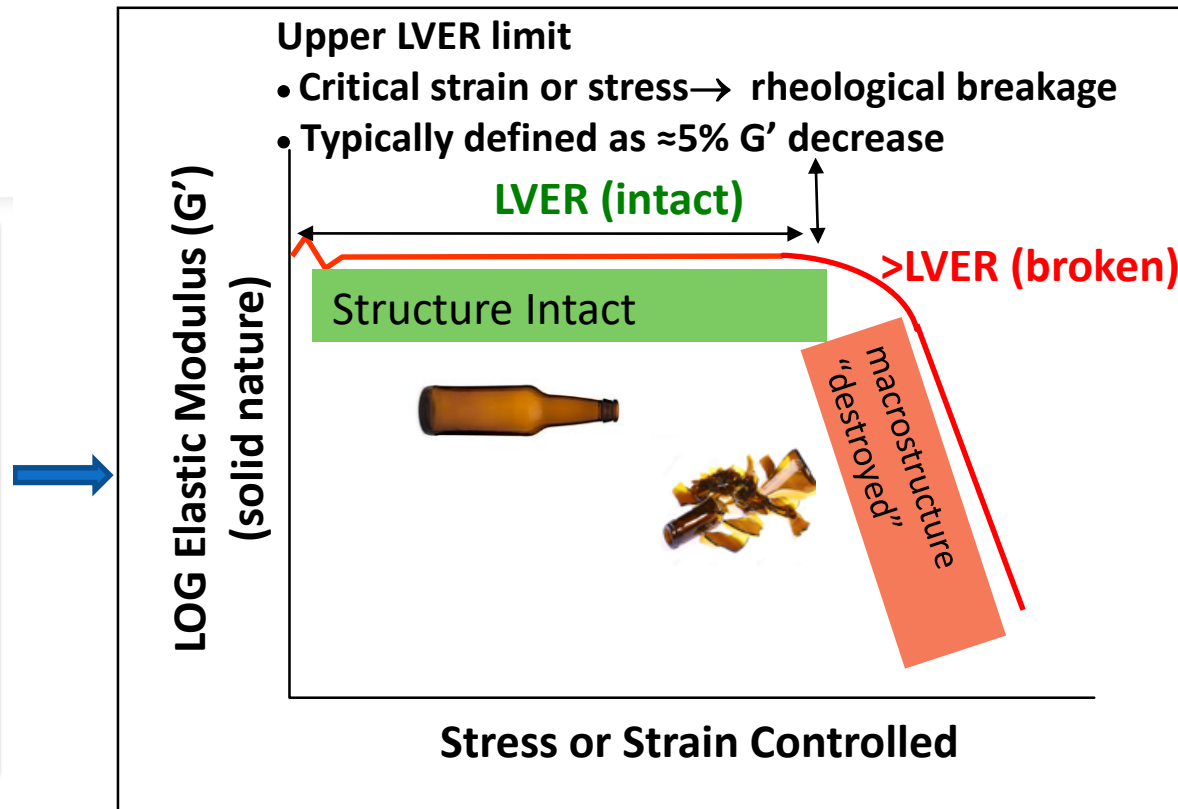 Upper LVER limit
• Critical strain or stress→ rheological breakage
• Typically defined as ≈5% G’ decrease
LVER (intact)
>LVER (broken)
Structure Intact
macrostructure
“destroyed”
LOG Elastic Modulus (G’)
(solid nature)
Stress or Strain Controlled